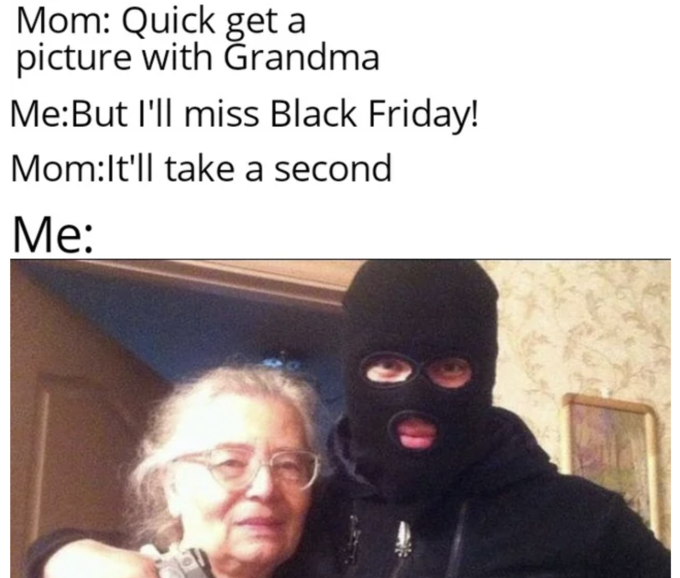 Mom: Quick get a
picture with Grandma
Me:But I'll miss Black Friday!
Mom:It'll take a second
Me: